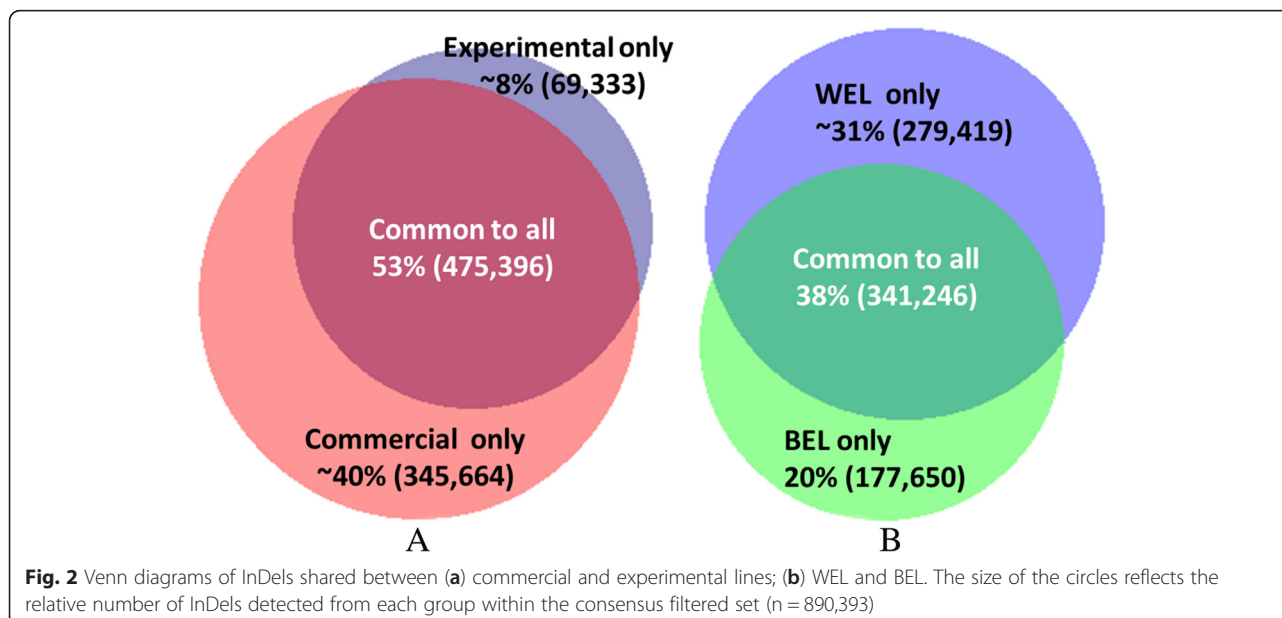 Experimental only
~8% (69,333)
Common to all
53% (475,396)
Commercial only
~40% (345,664)
A
WEL only
~31% (279,419)
Common to all
38% (341,246)
BEL only
20% (177,650)
B
Fig. 2 Venn diagrams of InDels shared between (a) commercial and experimental lines; (b) WEL and BEL. The size of the circles reflects the
relative number of InDels detected from each group within the consensus filtered set (n = 890,393)